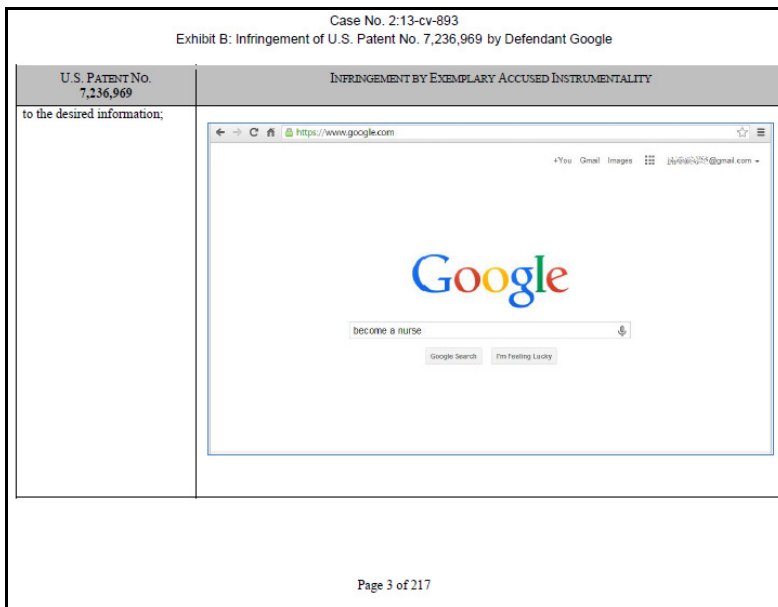 Case No. 2:13-cv-893
Exhibit B: Infringement of U.S. Patent No. 7,236,969 by Defendant Google
U.S. PATENT NO.
7,236,969
INFRINGEMENT BY EXEMPLARY ACCUSED INSTRUMENTALITY
to the desired information;
https://www.google.com
+You Gmail Images
@gmail.com
Google
become a nurse
Google Search I'm Feeling Lucky
Page 3 of 217